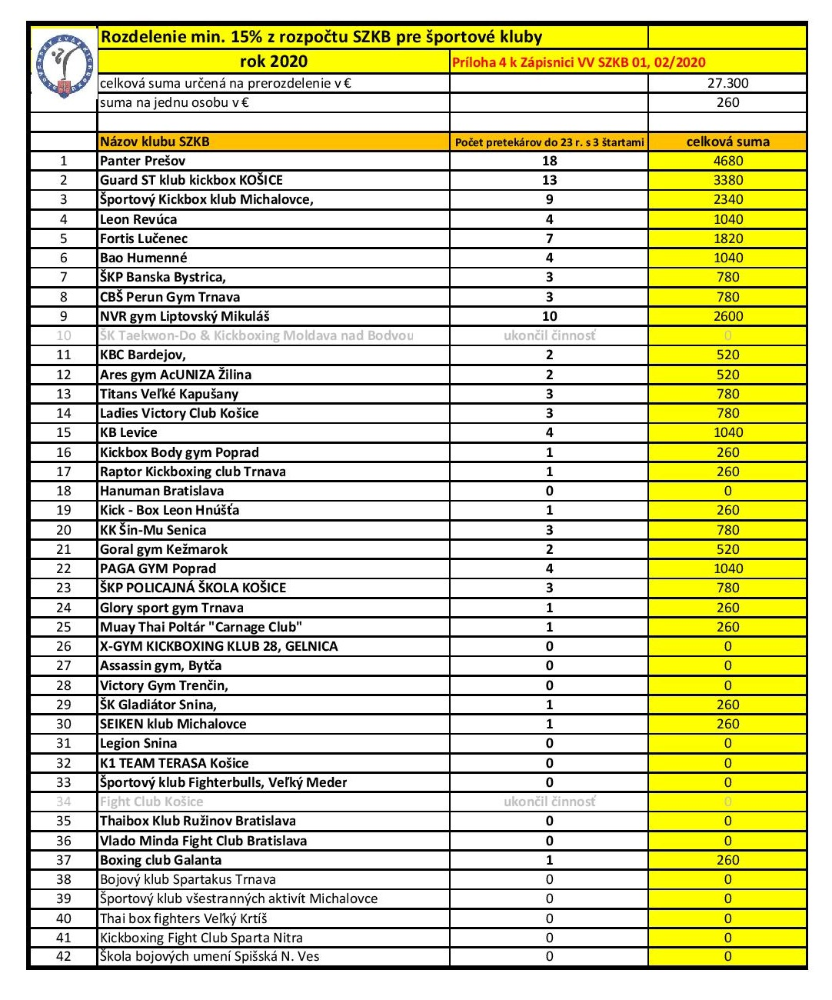 SLOVENSKÝ ZVÄZ KICKBOXU
Rozdelenie min. 15% z rozpočtu SZKB pre športové kluby
rok 2020 Príloha 4 k Zápisnici VV SZKB 01, 02/2020
celková suma určená na prerozdelenie v € 27.300
suma na jednu osobu v € 260
Názov klubu SZKB Počet pretekárov do 23 r. s 3 štartami celková suma
1 Panter Prešov 18 4680
2 Guard ST klub kickbox KOŠICE 13 3380
3 Športový Kickbox klub Michalovce, 9 2340
4 Leon Revúca 4 1040
5 Fortis Lučenec 7 1820
6 Bao Humenné 4 1040
7 ŠKP Banska Bystrica, 3 780
8 CBŠ Perun Gym Trnava 3 780
9 NVR gym Liptovský Mikuláš 10 2600
10 ŠK Taekwon-Do & Kickboxing Moldava nad Bodvou ukončil činnosť 0
11 KBC Bardejov, 2 520
12 Ares gym AcUNIZA Žilina 2 520
13 Titans Veľké Kapušany 3 780
14 Ladies Victory Club Košice 3 780
15 KB Levice 4 1040
16 Kickbox Body gym Poprad 1 260
17 Raptor Kickboxing club Trnava 1 260
18 Hanuman Bratislava 0 0
19 Kick - Box Leon Hnúšťa 1 260
20 KK Šin-Mu Senica 3 780
21 Goral gym Kežmarok 2 520
22 PAGA GYM Poprad 4 1040
23 ŠKP POLICAJNÁ ŠKOLA KOŠICE 3 780
24 Glory sport gym Trnava 1 260
25 Muay Thai Poltár "Carnage Club" 1 260
26 X-GYM KICKBOXING KLUB 28, GELNICA 0 0
27 Assassin gym, Bytča 0 0
28 Victory Gym Trenčin, 0 0
29 ŠK Gladiátor Snina, 1 260
30 SEIKEN klub Michalovce 1 260
31 Legion Snina 0 0
32 K1 TEAM TERASA Košice 0 0
33 Športový klub Fighterbulls, Veľký Meder 0 0
34 Fight Club Košice ukončil činnosť 0
35 Thaibox Klub Ružinov Bratislava 0 0
36 Vlado Minda Fight Club Bratislava 0 0
37 Boxing club Galanta 1 260
38 Bojový klub Spartakus Trnava 0 0
39 Športový klub všestranných aktivít Michalovce 0 0
40 Thai box fighters Veľký Krtíš 0 0
41 Kickboxing Fight Club Sparta Nitra 0 0
42 Škola bojových umení Spišská N. Ves 0 0